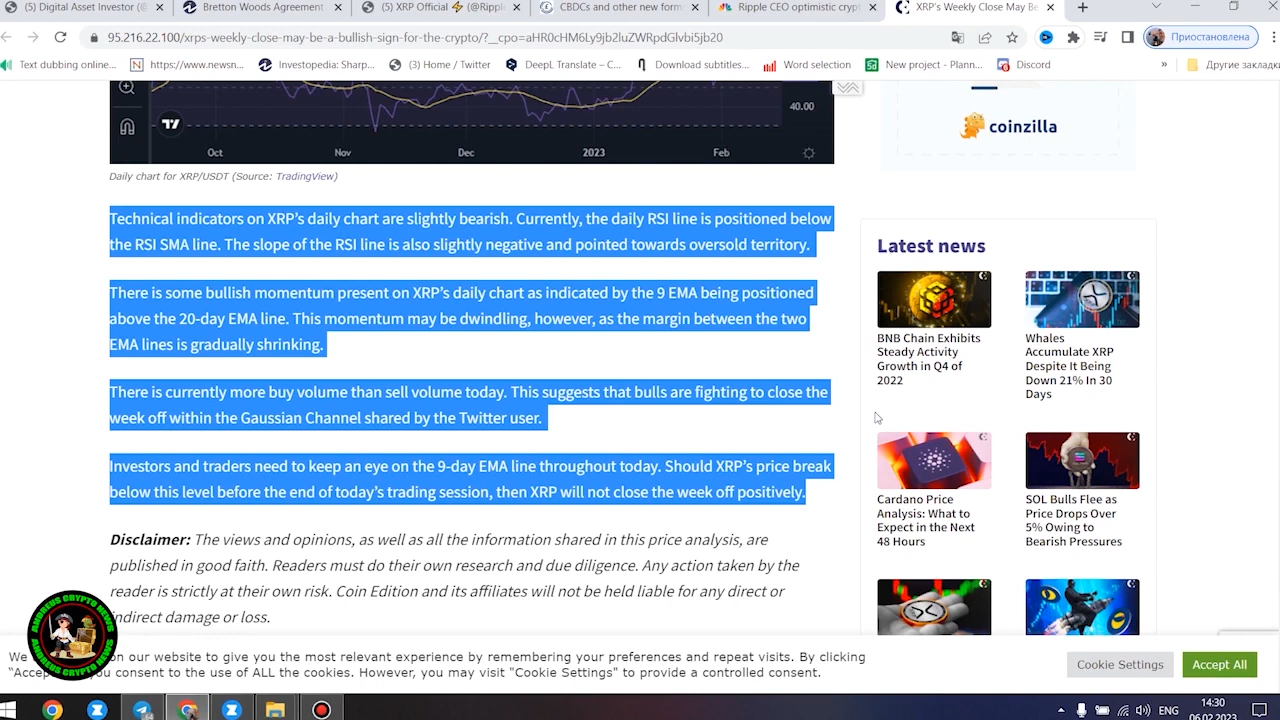 (5) Digital Asset Investor (@
Bretton Woods Agreement
(5) XRP Official ⚡ (@Rippl
CBDCs and other new form
Ripple CEO optimistic crypt
XRP's Weekly Close May Be
95.216.22.100/xrps-weekly-close-may-be-a-bullish-sign-for-the-crypto/?__cpo=aHR0cHM6Ly9jb2luZWRpdGlvbi5jb20
Приостановлена
Text dubbing online...
https://www.newsn...
Investopedia: Sharp...
(3) Home / Twitter
DeepL Translate – C...
Download subtitles...
Word selection
New project - Plann...
Discord
»
Другие закладки
40.00
Oct
Nov
Dec
2023
Feb
coinzilla
Daily chart for XRP/USDT (Source: TradingView)
Technical indicators on XRP's daily chart are slightly bearish. Currently, the daily RSI line is positioned below
the RSI SMA line. The slope of the RSI line is also slightly negative and pointed towards oversold territory.
There is some bullish momentum present on XRP's daily chart as indicated by the 9 EMA being positioned
above the 20-day EMA line. This momentum may be dwindling, however, as the margin between the two
EMA lines is gradually shrinking.
There is currently more buy volume than sell volume today. This suggests that bulls are fighting to close the
week off within the Gaussian Channel shared by the Twitter user.
Investors and traders need to keep an eye on the 9-day EMA line throughout today. Should XRP's price break
below this level before the end of today's trading session, then XRP will not close the week off positively.
Disclaimer: The views and opinions, as well as all the information shared in this price analysis, are
published in good faith. Readers must do their own research and due diligence. Any action taken by the
reader is strictly at their own risk. Coin Edition and its affiliates will not be held liable for any direct or
indirect damage or loss.
Latest news
BNB Chain Exhibits
Steady Activity
Growth in Q4 of
2022
Whales
Accumulate XRP
Despite It Being
Down 21% In 30
Days
Cardano Price
Analysis: What to
Expect in the Next
48 Hours
SOL Bulls Flee as
Price Drops Over
5% Owing to
Bearish Pressures
ANDREUS CRYPTO NEWS
ANDREUS CRYPTO NEWS
We
on our website to give you the most relevant experience by remembering your preferences and repeat visits. By clicking
"Accep
you consent to the use of ALL the cookies. However, you may visit "Cookie Settings" to provide a controlled consent.
Cookie Settings
Accept All
ENG
14:30
06.02.2023